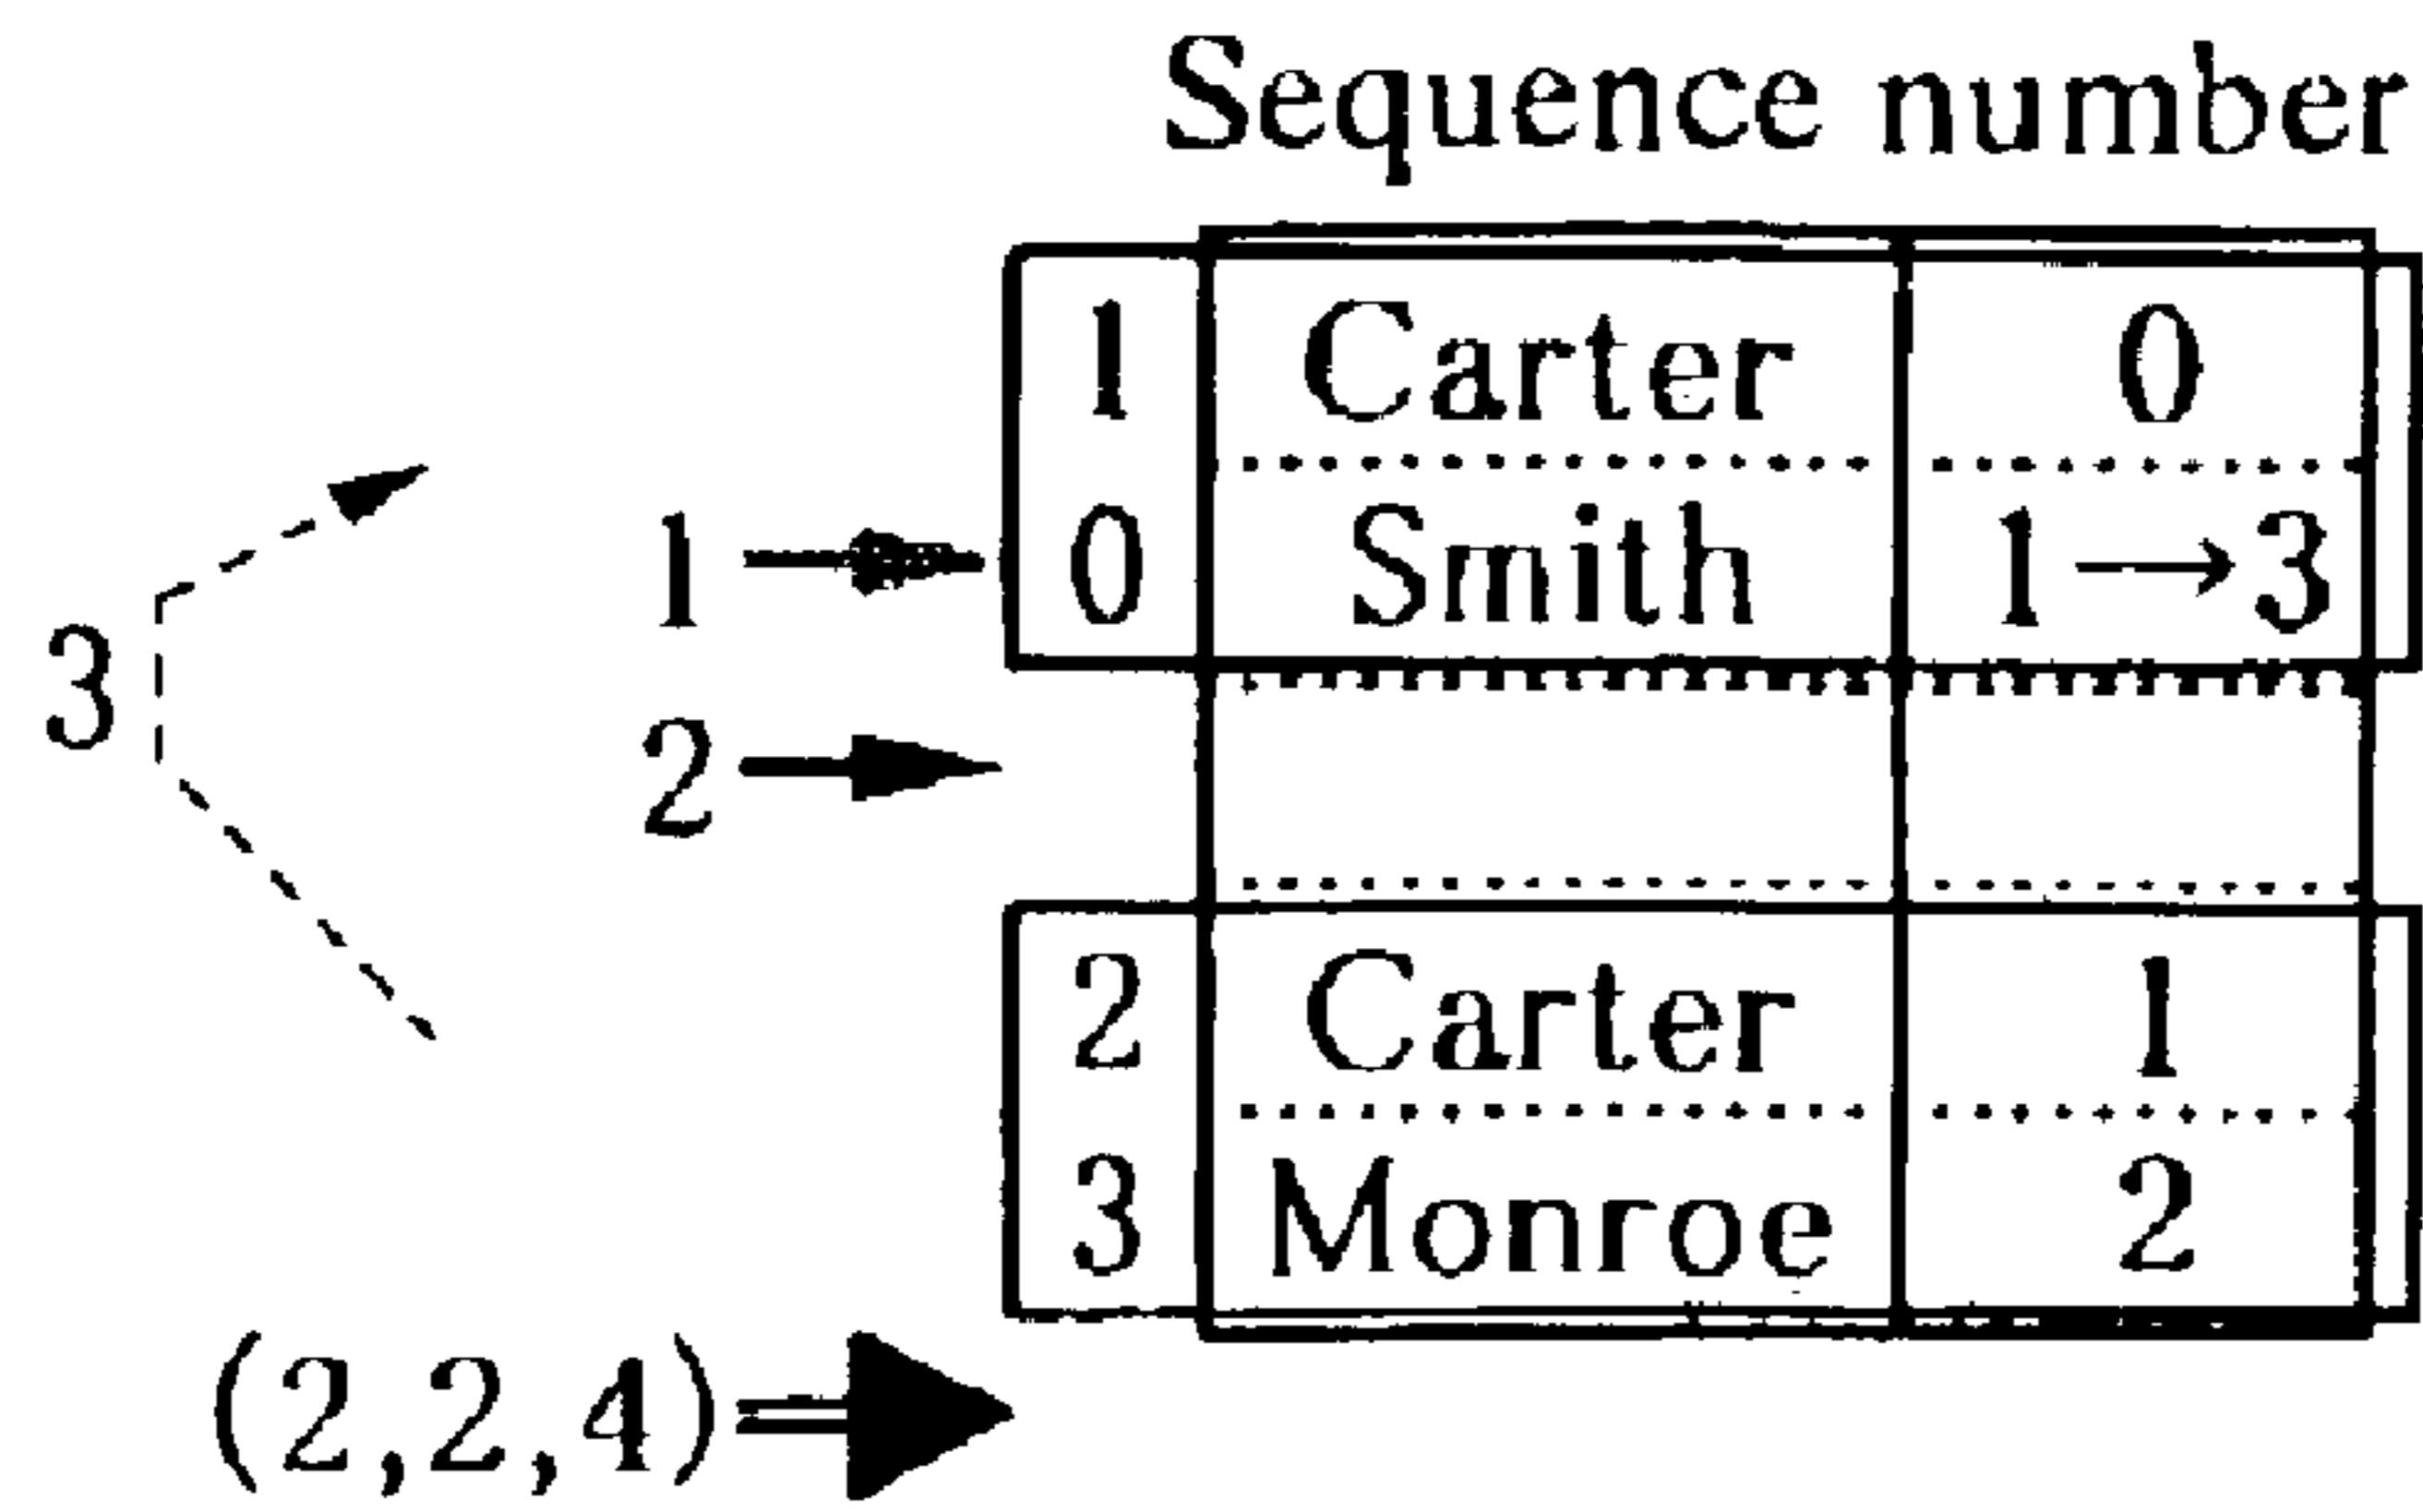 Sequence number
1 Carter 0
1 0 Smith 1→3
3
2
2 Carter 1
3 Monroe 2
(2,2,4)